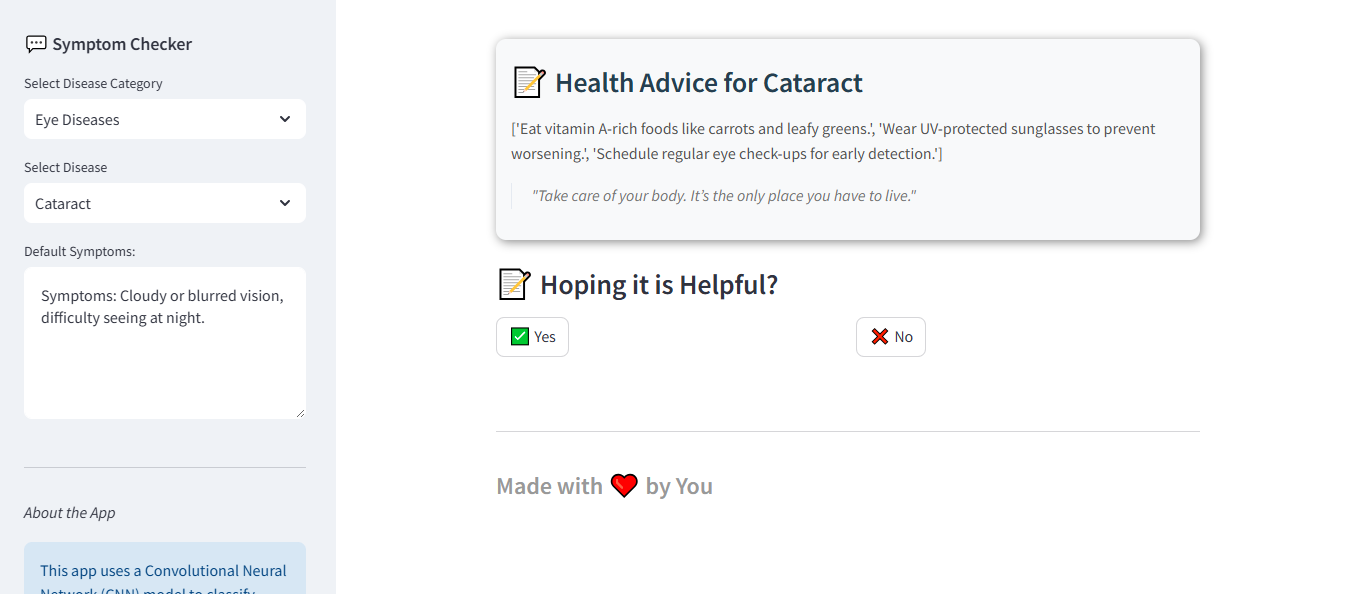 Symptom Checker
Select Disease Category
Eye Diseases
Select Disease
Cataract
Default Symptoms:
Symptoms: Cloudy or blurred vision,
difficulty seeing at night.
About the App
This app uses a Convolutional Neural
Network (CNN) model to classify
Health Advice for Cataract
['Eat vitamin A-rich foods like carrots and leafy greens.', 'Wear UV-protected sunglasses to prevent
worsening.', 'Schedule regular eye check-ups for early detection.']
"Take care of your body. It’s the only place you have to live."
Hoping it is Helpful?
Yes
No
Made with ❤️ by You